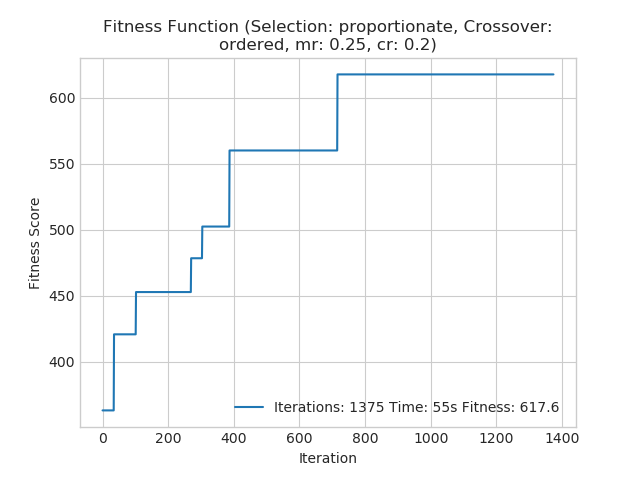 Fitness Function (Selection: proportionate, Crossover:
ordered, mr: 0.25, cr: 0.2)
Fitness Score
600
550
500
450
400
Iterations: 1375 Time: 55s Fitness: 617.6
0 200 400 600 800 1000 1200 1400
Iteration